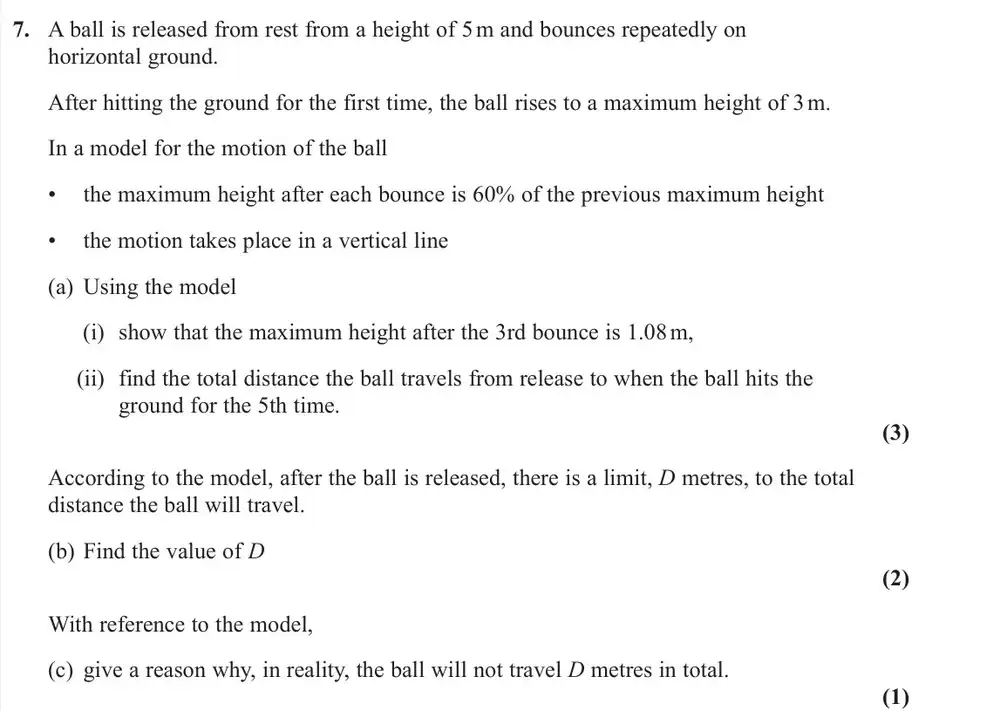 7. A ball is released from rest from a height of 5 m and bounces repeatedly on
horizontal ground.
After hitting the ground for the first time, the ball rises to a maximum height of 3 m.
In a model for the motion of the ball
• the maximum height after each bounce is 60% of the previous maximum height
• the motion takes place in a vertical line
(a) Using the model
(i) show that the maximum height after the 3rd bounce is 1.08 m,
(ii) find the total distance the ball travels from release to when the ball hits the
ground for the 5th time.
(3)
According to the model, after the ball is released, there is a limit, D metres, to the total
distance the ball will travel.
(b) Find the value of D
(2)
With reference to the model,
(c) give a reason why, in reality, the ball will not travel D metres in total.
(1)